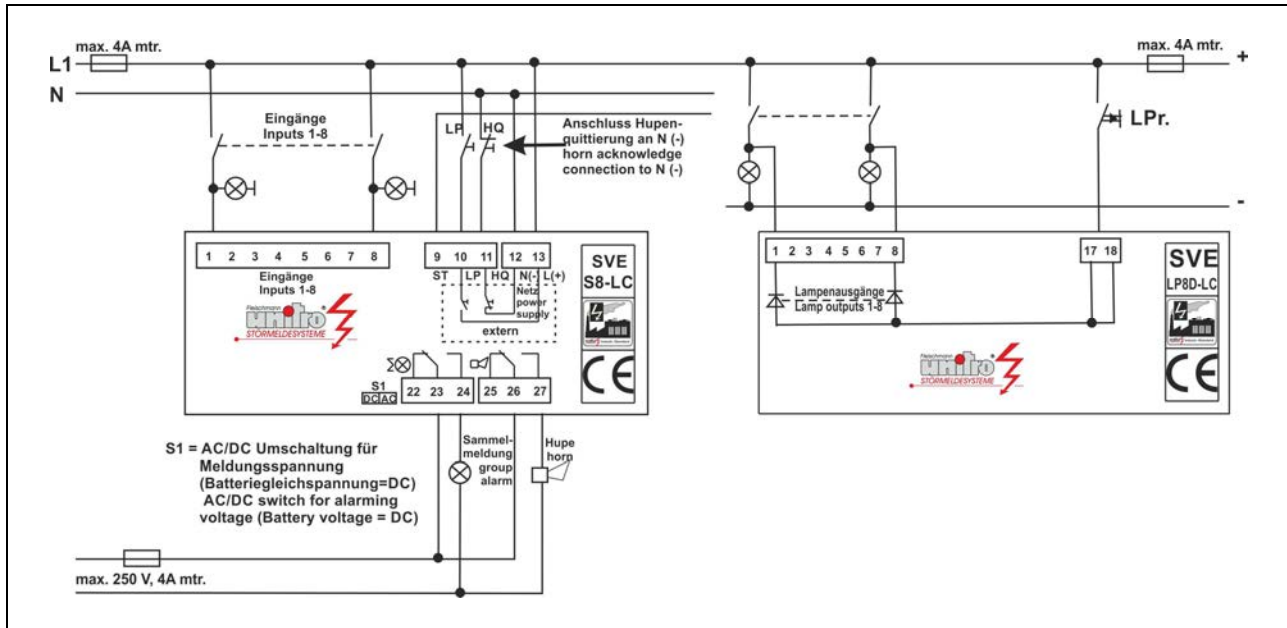 max. 4A mtr.
max. 4A mtr.
L1
+
N
Eingänge
Inputs 1-8
LP
HQ
Anschluss Hupen-
quittierung an N (-)
horn acknowledge
connection to N (-)
LPr.
-
1 2 3 4 5 6 7 8
9 10 11 12 13
SVE
S8-LC
ST LP HQ N(-) L(+)
Eingänge
Inputs 1-8
Netz
power
supply
extern
Fleischmann
unitro®
STÖRMELDESYSTEME
CE
S1
DC AC
22 23 24 25 26 27
1 2 3 4 5 6 7 8
17 18
SVE
LP8D-LC
Lampenausgänge
Lamp outputs 1-8
Fleischmann
unitro®
STÖRMELDESYSTEME
CE
S1 = AC/DC Umschaltung für
Meldungsspannung
(Batteriegleichspannung=DC)
AC/DC switch for alarming
voltage (Battery voltage = DC)
Sammel-
meldung
group
alarm
Hupe
horn
max. 250 V, 4A mtr.